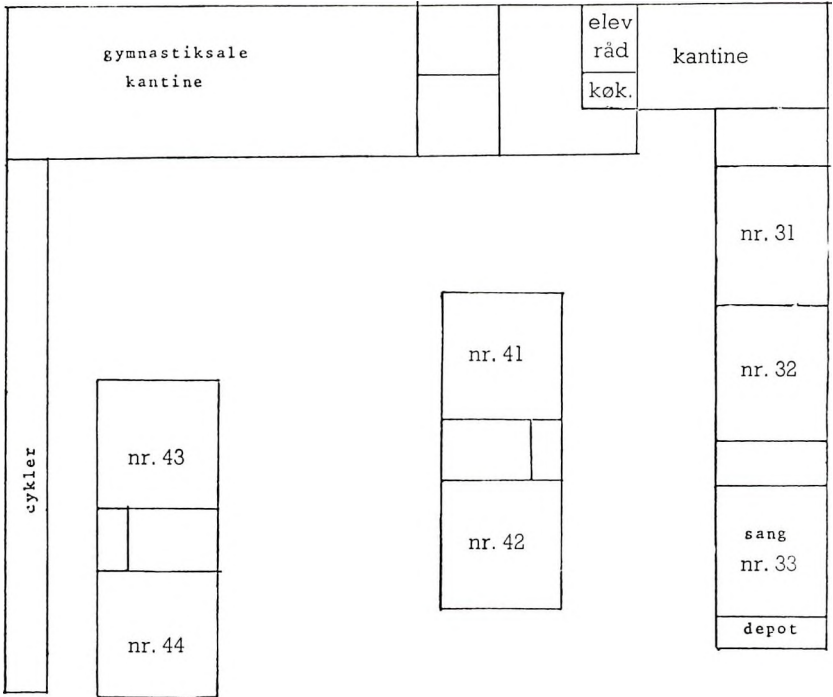 gymnastiksale
kantine
elev
råd
køk.
kantine
nr. 31
nr. 32
sang
nr. 33
depot
nr. 41
nr. 42
nr. 43
nr. 44
cykler